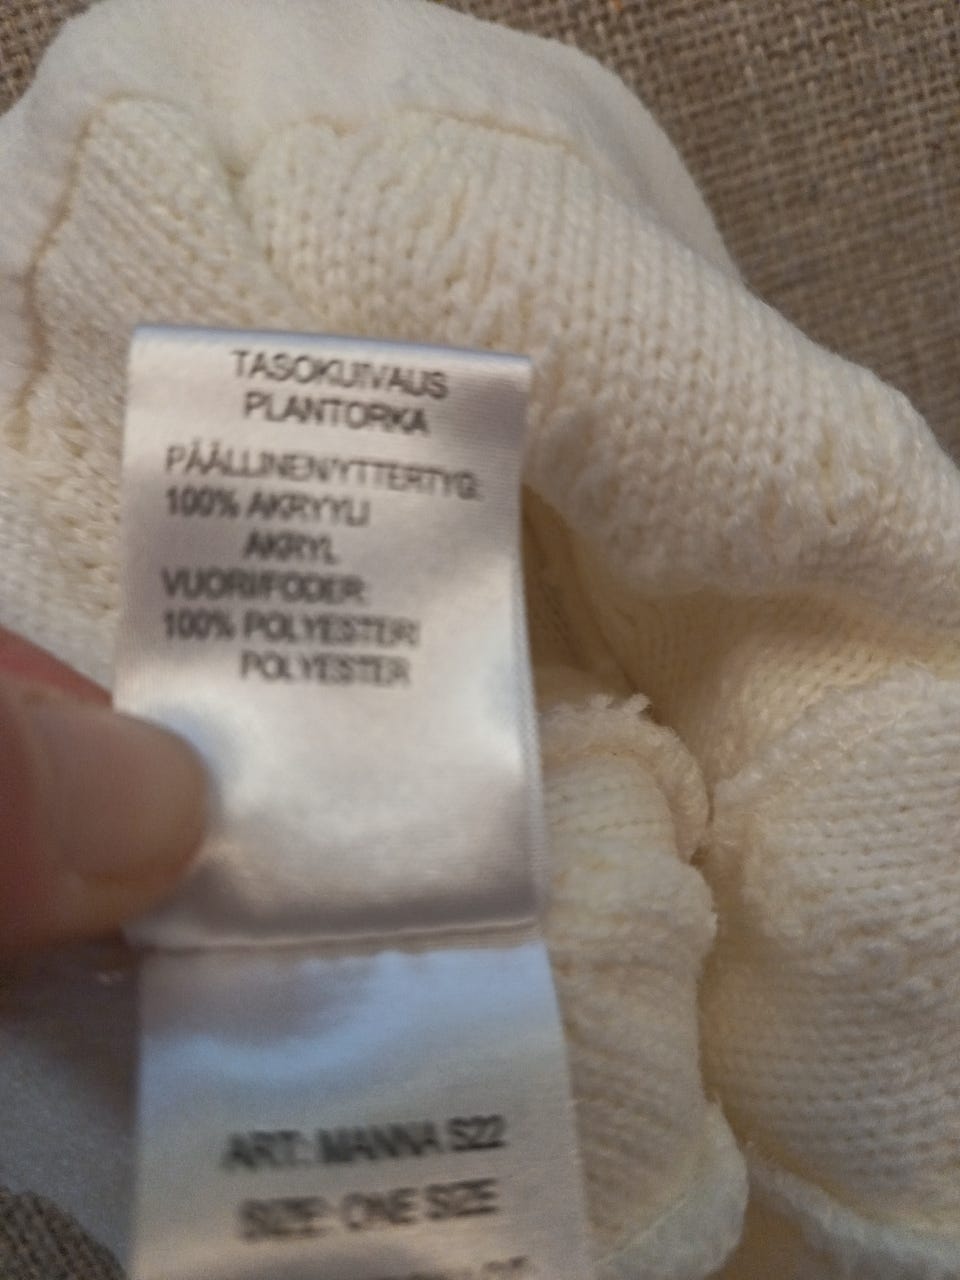 TASOKUIVAUS
PLANTORKA
PÄÄLLINEN/YTTERTYG:
100% AKRYYLI
AKRYL
VUORI/FODER:
100% POLYESTERI
POLYESTER
ART: MANNA S22
SIZE: ONE SIZE